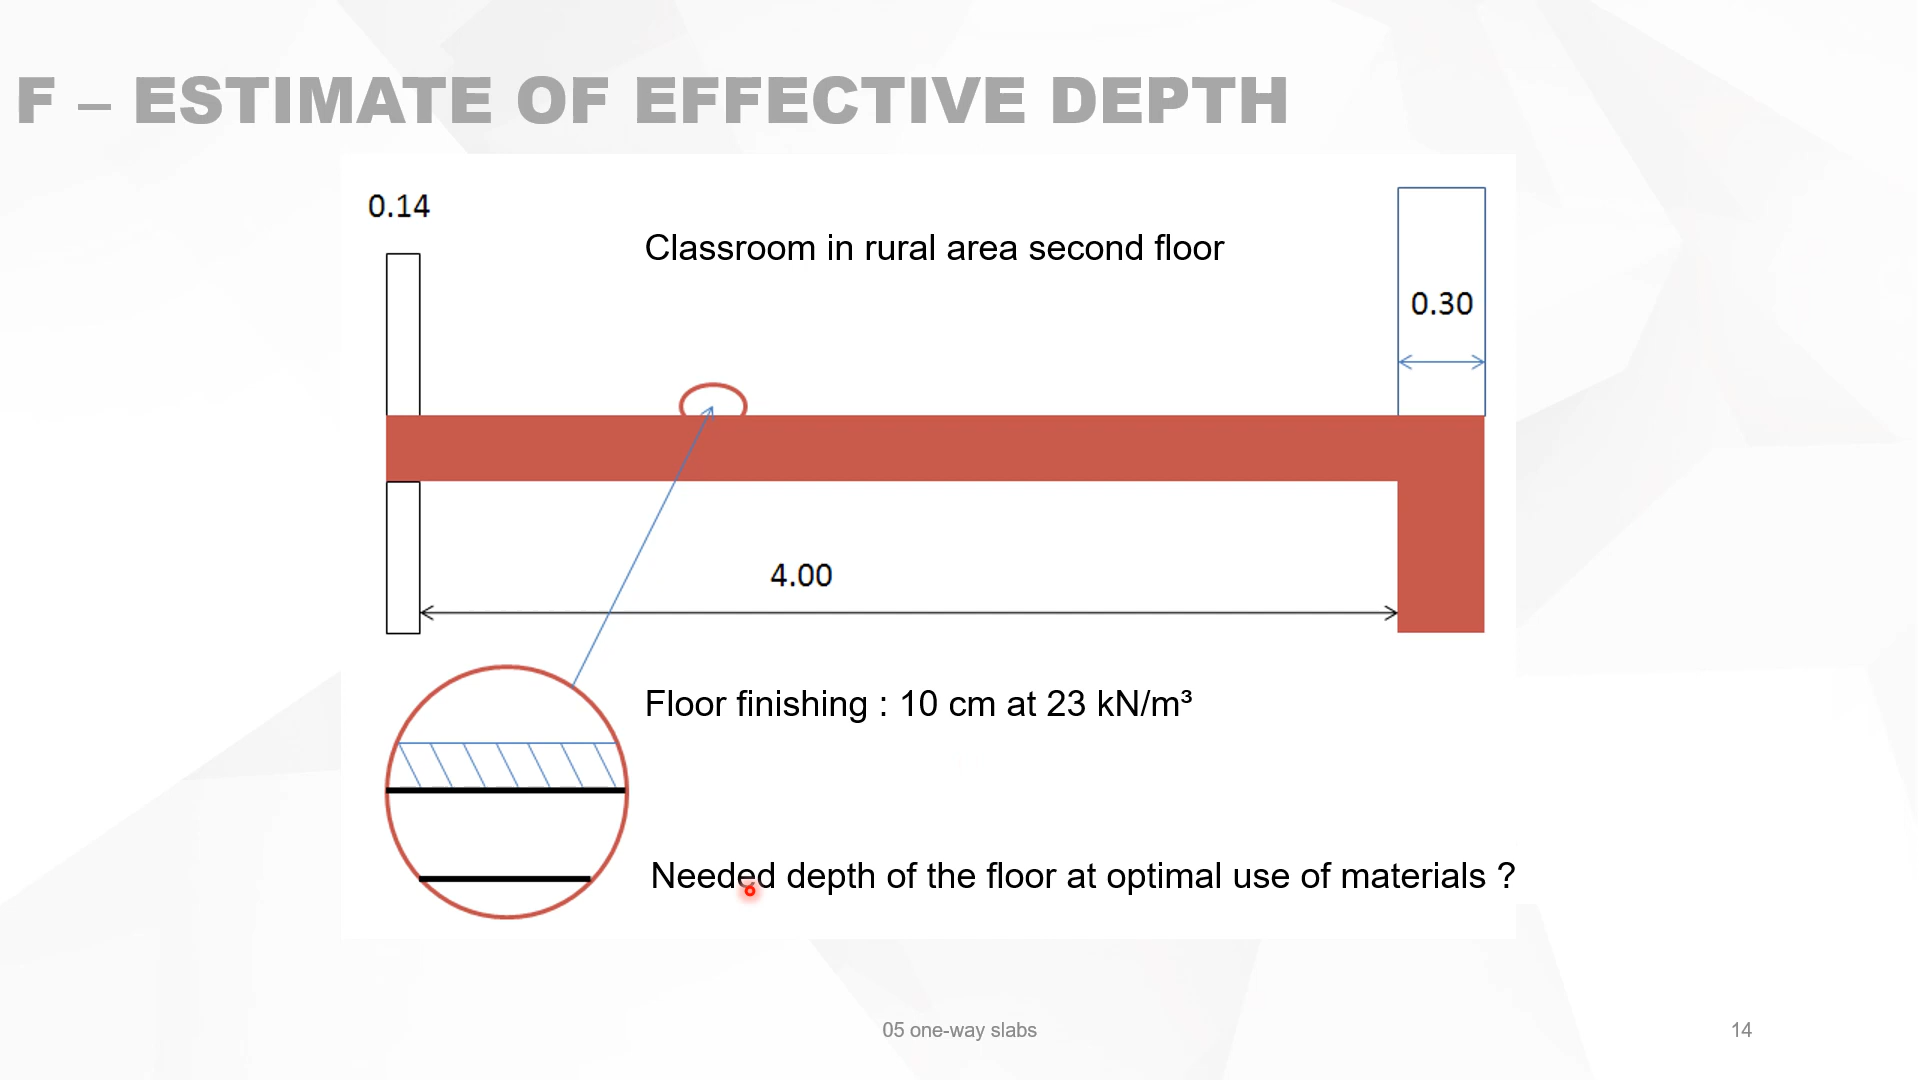 F – ESTIMATE OF EFFECTIVE DEPTH
0.14
Classroom in rural area second floor
0.30
4.00
Floor finishing : 10 cm at 23 kN/m³
Needed depth of the floor at optimal use of materials ?
05 one-way slabs
14